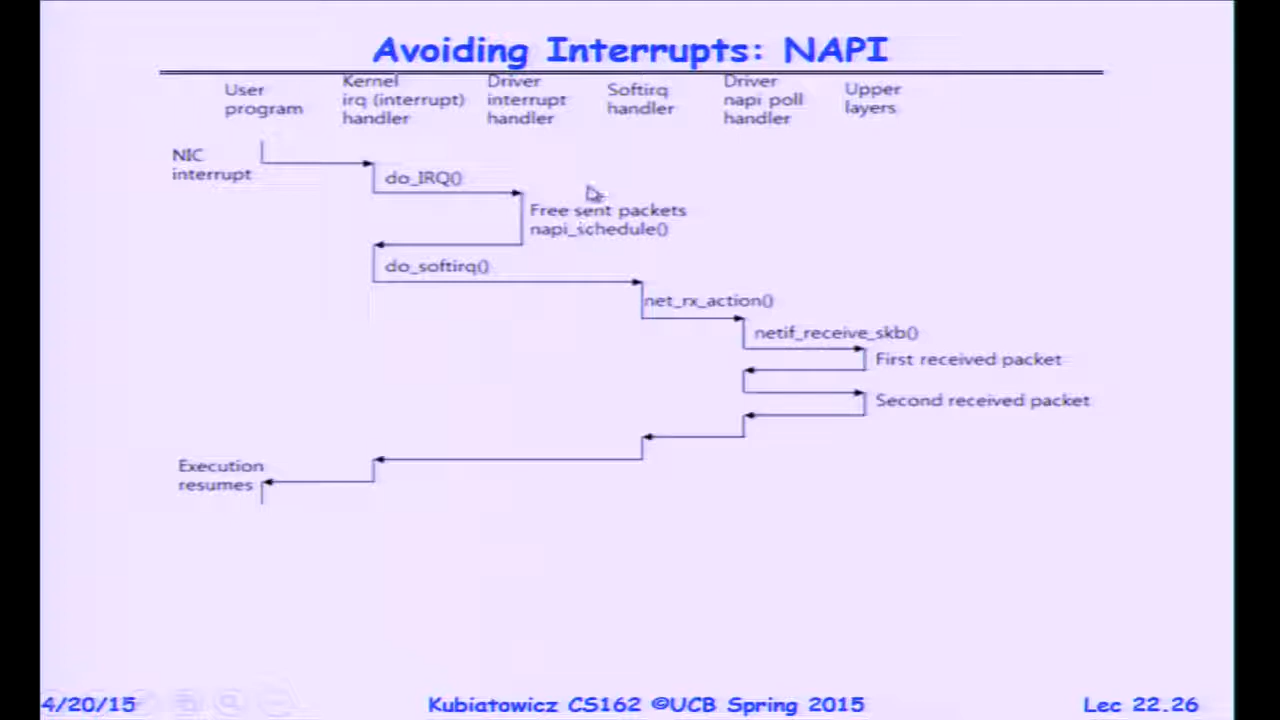 Avoiding Interrupts: NAPI
User
program
Kernel
irq (interrupt)
handler
Driver
interrupt
handler
Softirq
handler
Driver
napi poll
handler
Upper
layers
NIC
interrupt
do_IRQ()
Free sent packets
napi_schedule()
do_softirq()
net_rx_action()
netif_receive_skb()
First received packet
Second received packet
Execution
resumes
4/20/15
Kubiatowicz CS162 ©UCB Spring 2015
Lec 22.26